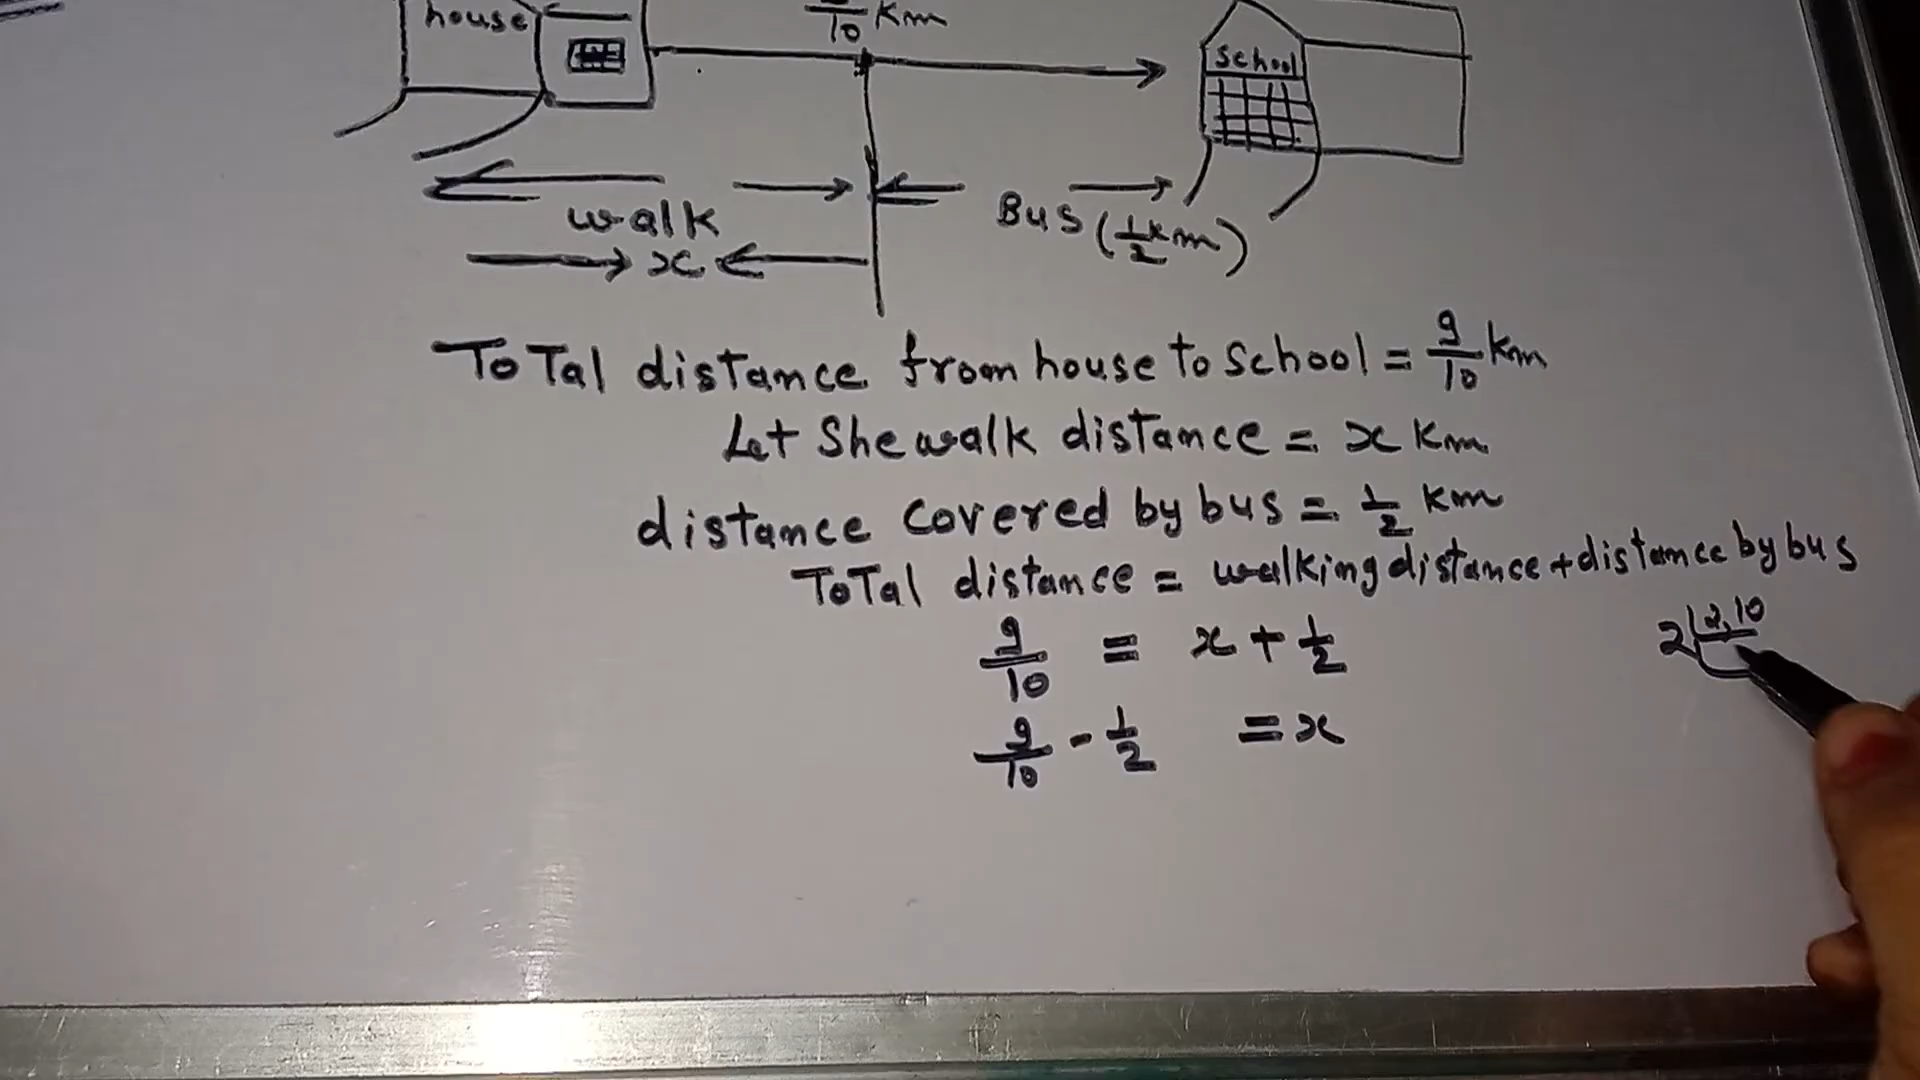 house
/10 Km
School
walk
Bus (1/2 km)
x
ToTal distance from house to School = 9/10 km
Let She walk distance = x Km
distance Covered by bus = 1/2 km
ToTal distance = walking distance + distance by bus
9/10 = x + 1/2
2 | 2, 10
9/10 - 1/2 = x